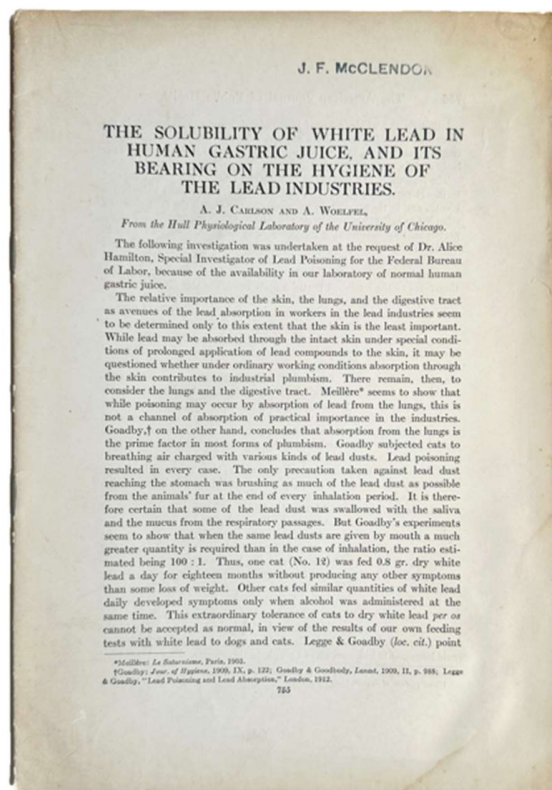 J. F. McCLENDON
THE SOLUBILITY OF WHITE LEAD IN
HUMAN GASTRIC JUICE, AND ITS
BEARING ON THE HYGIENE OF
THE LEAD INDUSTRIES.
A. J. CARLSON AND A. WOELFEL,
From the Hull Physiological Laboratory of the University of Chicago.
The following investigation was undertaken at the request of Dr. Alice
Hamilton, Special Investigator of Lead Poisoning for the Federal Bureau
of Labor, because of the availability in our laboratory of normal human
gastric juice.
The relative importance of the skin, the lungs, and the digestive tract
as avenues of the lead absorption in workers in the lead industries seem
to be determined only to this extent that the skin is the least important.
While lead may be absorbed through the intact skin under special condi-
tions of prolonged application of lead compounds to the skin, it may be
questioned whether under ordinary working conditions absorption through
the skin contributes to industrial plumbism. There remain, then, to
consider the lungs and the digestive tract. Meillère* seems to show that
while poisoning may occur by absorption of lead from the lungs, this is
not a channel of absorption of practical importance in the industries.
Goadby,† on the other hand, concludes that absorption from the lungs is
the prime factor in most forms of plumbism. Goadby subjected cats to
breathing air charged with various kinds of lead dusts. Lead poisoning
resulted in every case. The only precaution taken against lead dust
reaching the stomach was brushing as much of the lead dust as possible
from the animals' fur at the end of every inhalation period. It is there-
fore certain that some of the lead dust was swallowed with the saliva
and the mucus from the respiratory passages. But Goadby's experiments
seem to show that when the same lead dusts are given by mouth a much
greater quantity is required than in the case of inhalation, the ratio esti-
mated being 100 : 1. Thus, one cat (No. 12) was fed 0.8 gr. dry white
lead a day for eighteen months without producing any other symptoms
than some loss of weight. Other cats fed similar quantities of white lead
daily developed symptoms only when alcohol was administered at the
same time. This extraordinary tolerance of cats to dry white lead per os
cannot be accepted as normal, in view of the results of our own feeding
tests with white lead to dogs and cats. Legge & Goadby (loc. cit.) point
*Meillère: Le Saturnisme, Paris, 1903.
†Goadby: Jour. of Hygiene, 1909, IX, p. 122; Goadby & Goodbody, Lancet, 1909, II, p. 988; Legge
& Goadby, "Lead Poisoning and Lead Absorption," London, 1912.
755